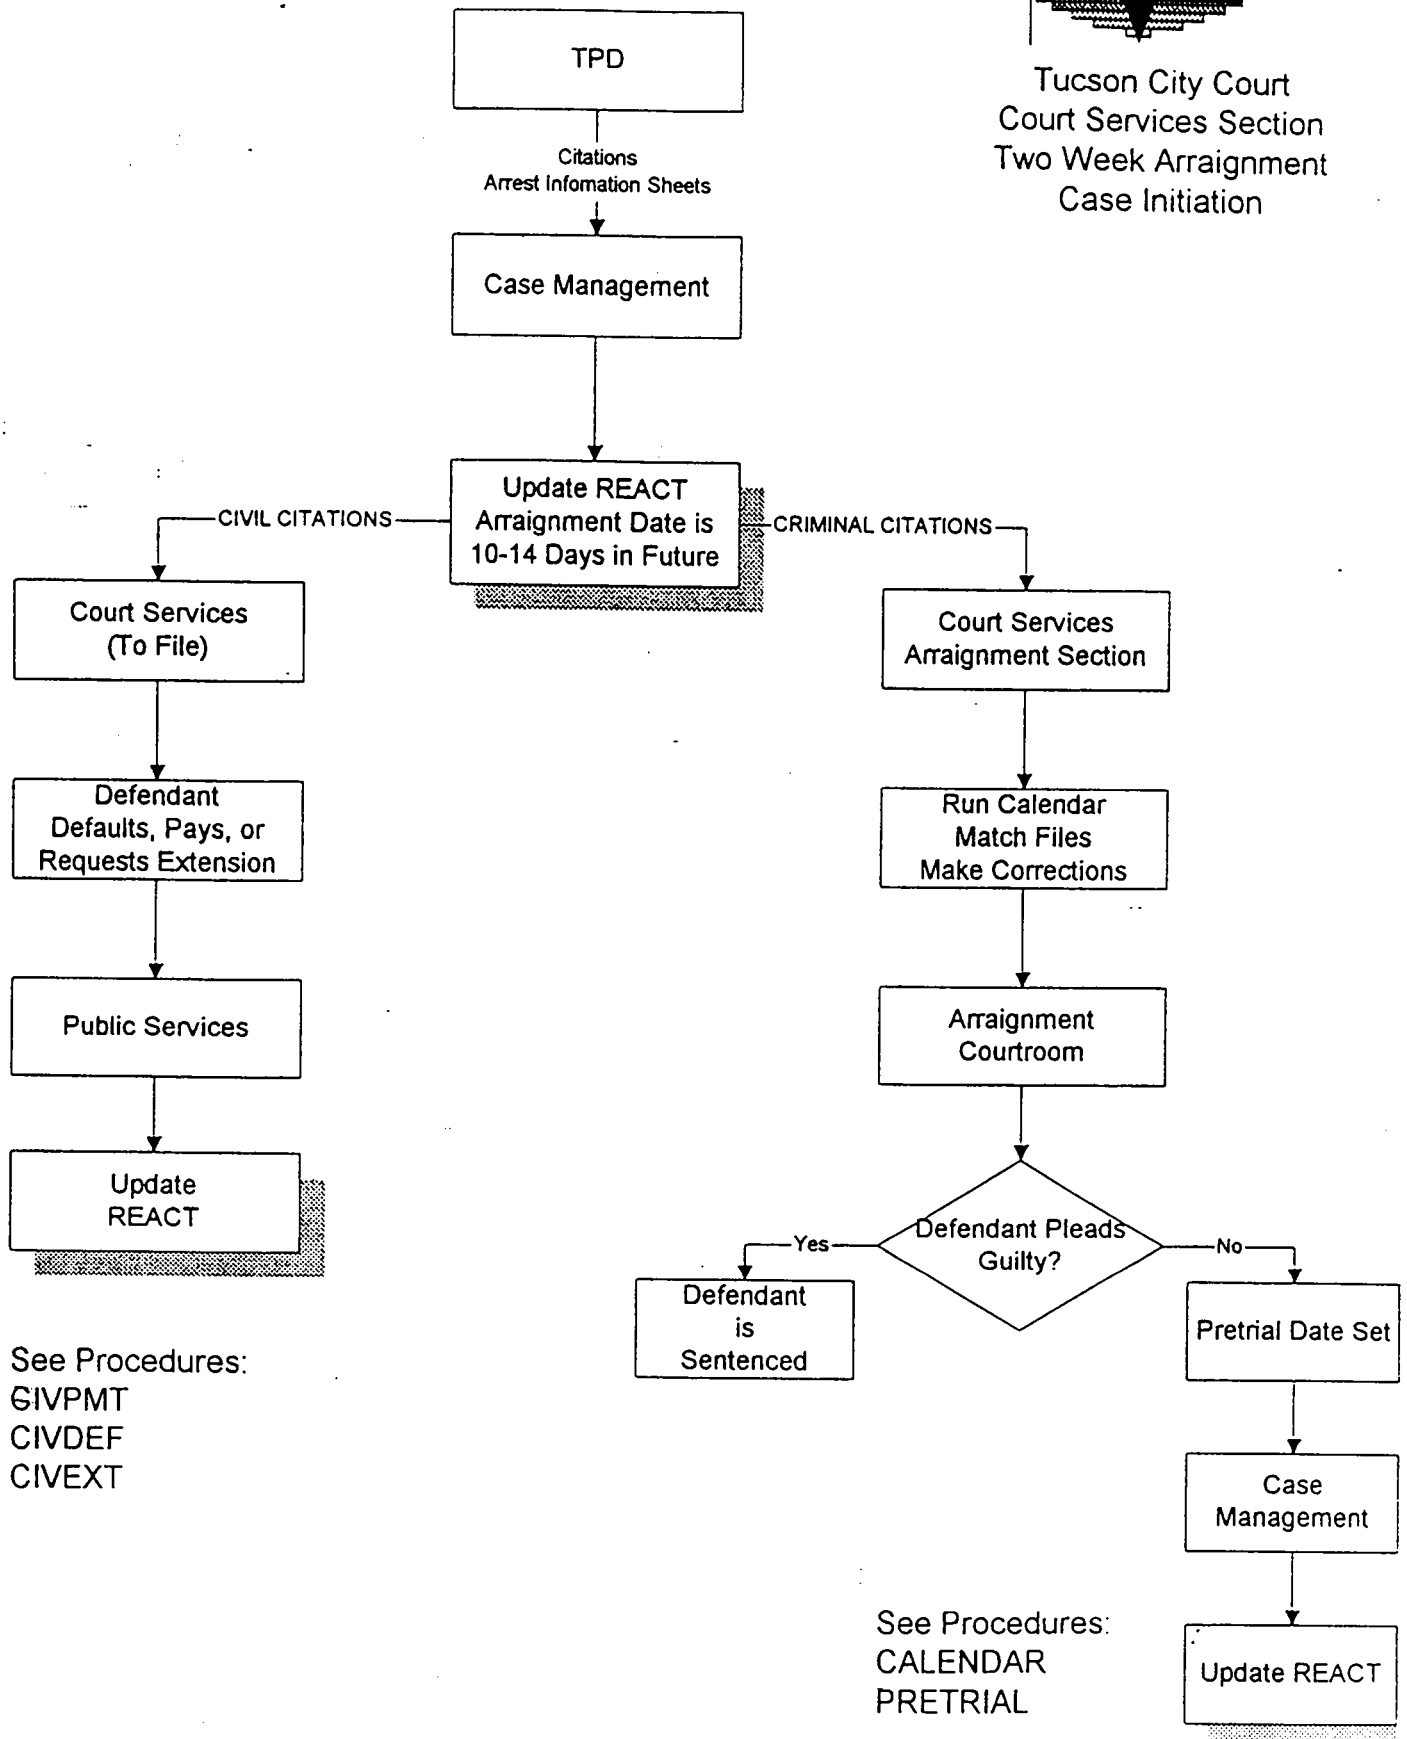 TPD
Tucson City Court
Court Services Section
Two Week Arraignment
Case Initiation
Citations
Arrest Infomation Sheets
Case Management
Update REACT
Arraignment Date is
10-14 Days in Future
CIVIL CITATIONS
CRIMINAL CITATIONS
Court Services
(To File)
Defendant
Defaults, Pays, or
Requests Extension
Public Services
Update
REACT
See Procedures:
CIVPMT
CIVDEF
CIVEXT
Court Services
Arraignment Section
Run Calendar
Match Files
Make Corrections
Arraignment
Courtroom
Defendant Pleads
Guilty?
Yes
No
Defendant
is
Sentenced
Pretrial Date Set
Case
Management
Update REACT
See Procedures:
CALENDAR
PRETRIAL